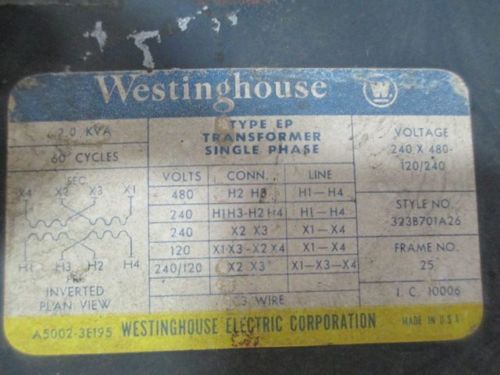 Westinghouse W
2.0 KVA
60 CYCLES
TYPE EP
TRANSFORMER
SINGLE PHASE
VOLTAGE
240 X 480-
120/240
SEC.
X4 X2 X3 X1
H1 H3 H2 H4
INVERTED
PLAN VIEW
VOLTS CONN. LINE
480 H2 H3 H1-H4
240 H1H3-H2H4 H1-H4
240 X2 X3 X1-X4
120 X1X3-X2X4 X1-X4
240/120 X2 X3 X1-X3-X4
3 WIRE
STYLE NO.
323B701A26
FRAME NO.
25
I.C. 10006
A5002-3E195 WESTINGHOUSE ELECTRIC CORPORATION MADE IN U.S.A.